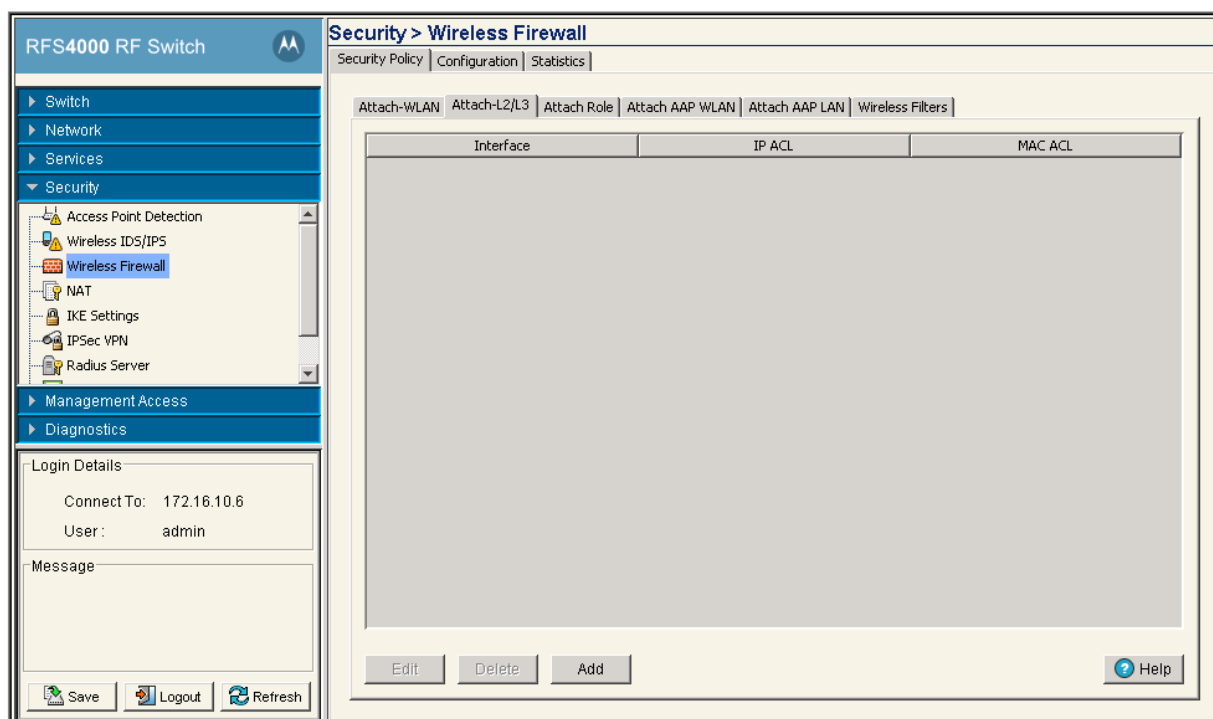 RFS4000 RF Switch
Switch
Network
Services
Security
Access Point Detection
Wireless IDS/IPS
Wireless Firewall
NAT
IKE Settings
IPSec VPN
Radius Server
Management Access
Diagnostics
Login Details
Connect To: 172.16.10.6
User : admin
Message
Save Logout Refresh
Security > Wireless Firewall
Security Policy Configuration Statistics
Attach-WLAN Attach-L2/L3 Attach Role Attach AAP WLAN Attach AAP LAN Wireless Filters
Interface IP ACL MAC ACL
Edit Delete Add Help